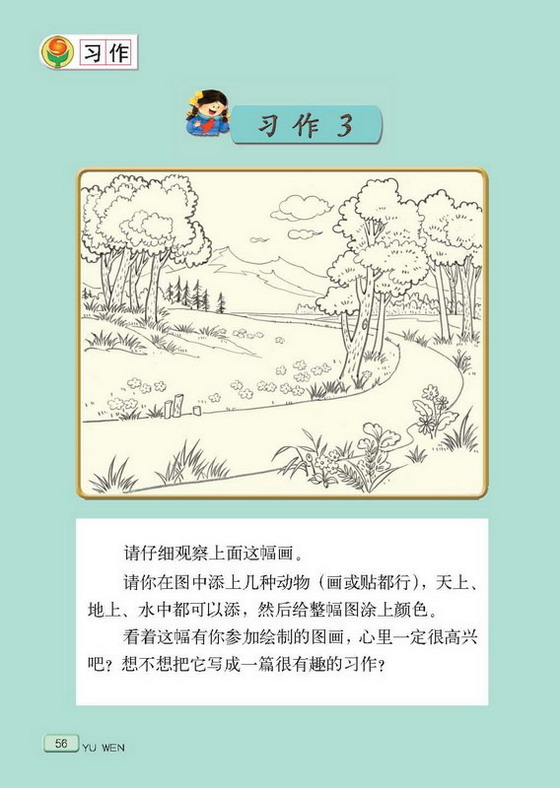 习作
习作3
请仔细观察上面这幅画。
请你在图中添上几种动物（画或贴都行），天上、
地上、水中都可以添，然后给整幅图涂上颜色。
看着这幅有你参加绘制的图画，心里一定很高兴
吧？想不想把它写成一篇很有趣的习作？
56
YU WEN